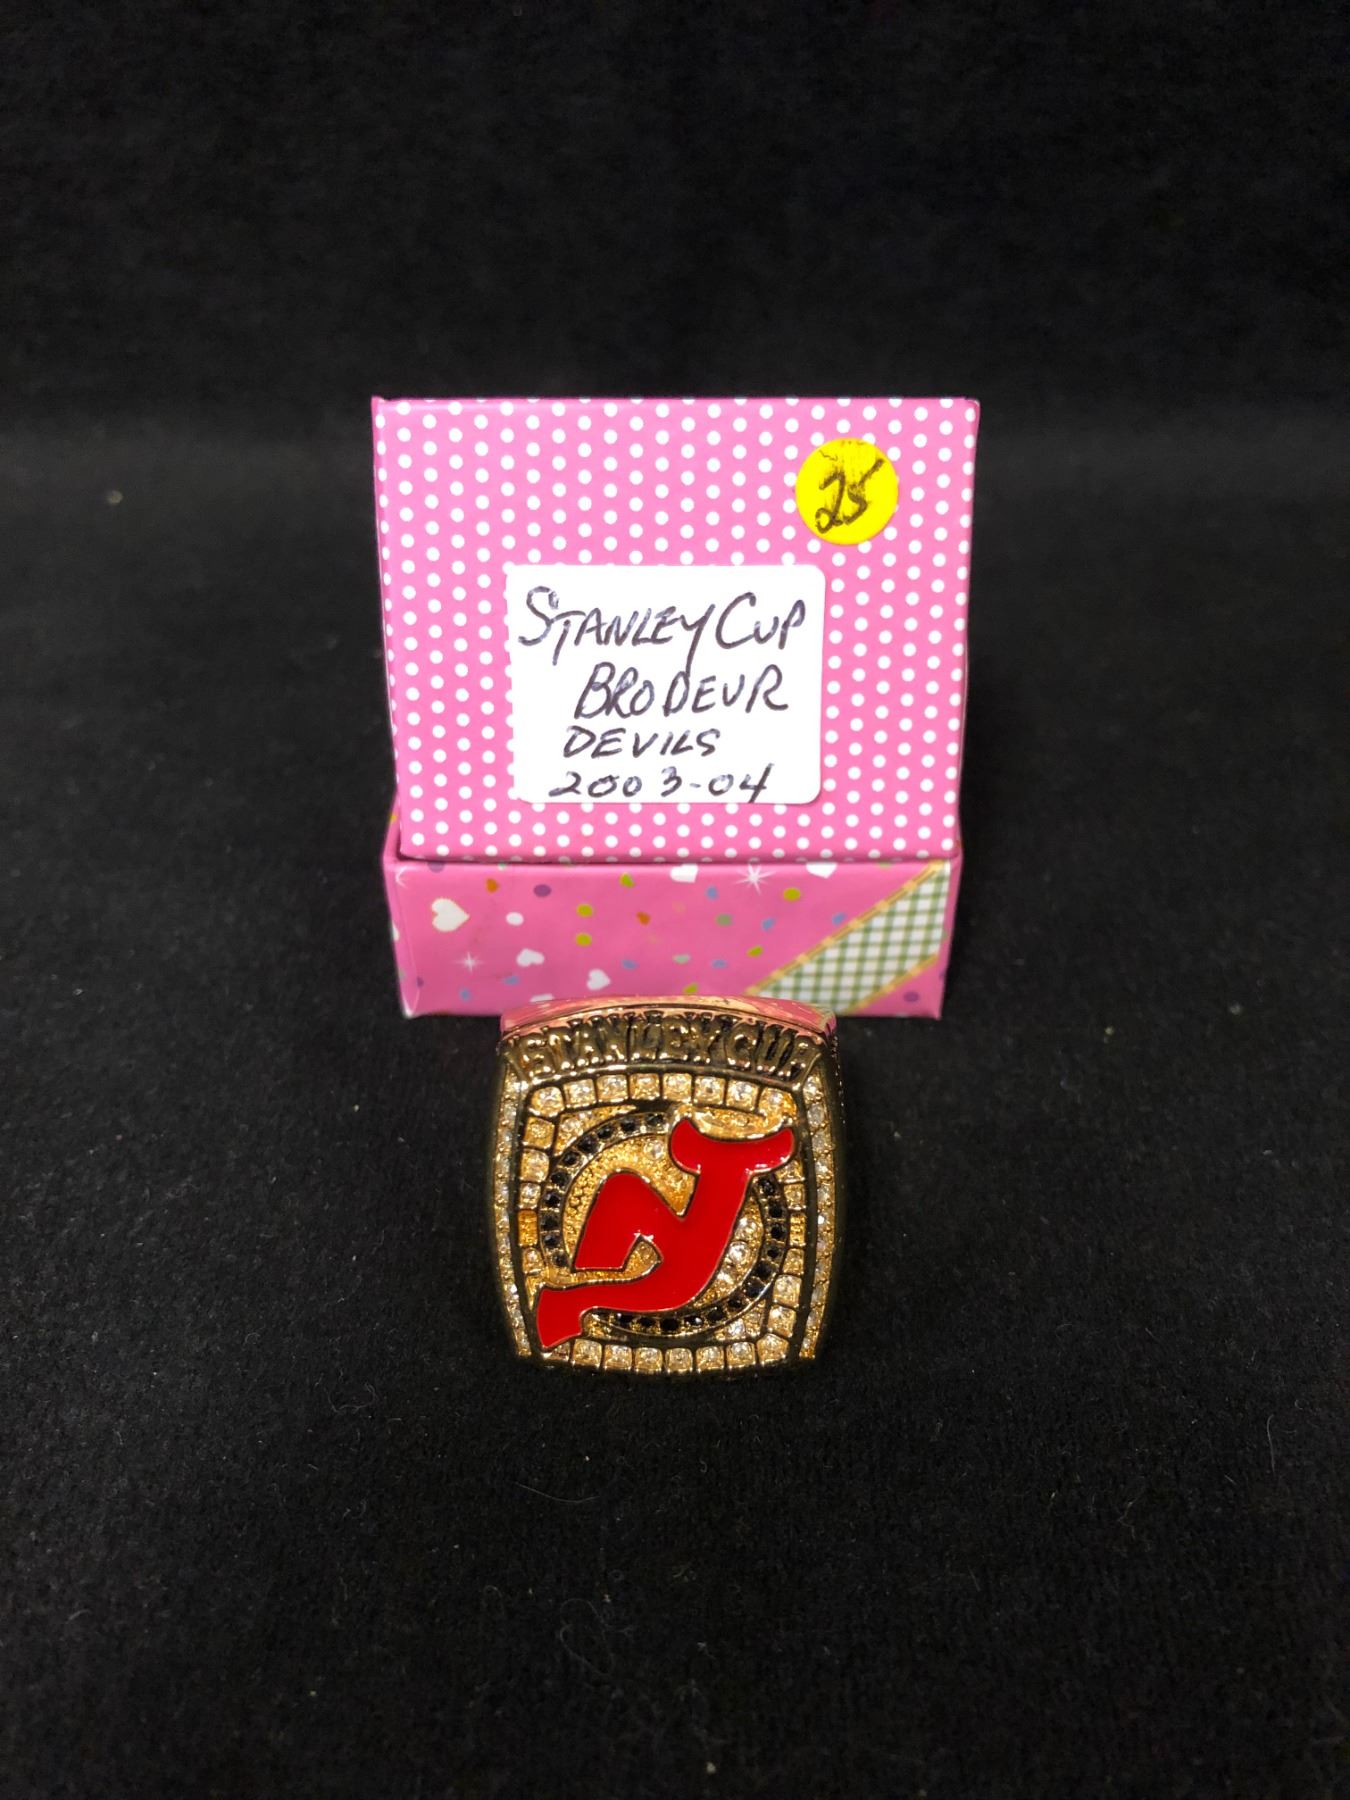 25
STANLEY CUP
BRODEUR
DEVILS
2003-04
STANLEY CUP